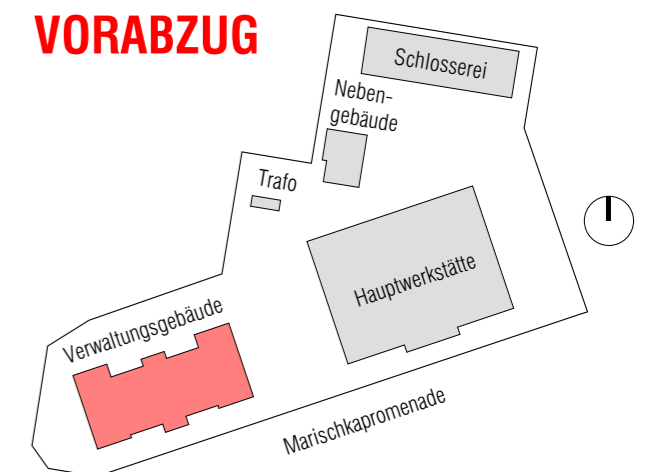 VORABZUG
Schlosserei
Neben-
gebäude
Trafo
Hauptwerkstätte
Verwaltungsgebäude
Marischkapromenade